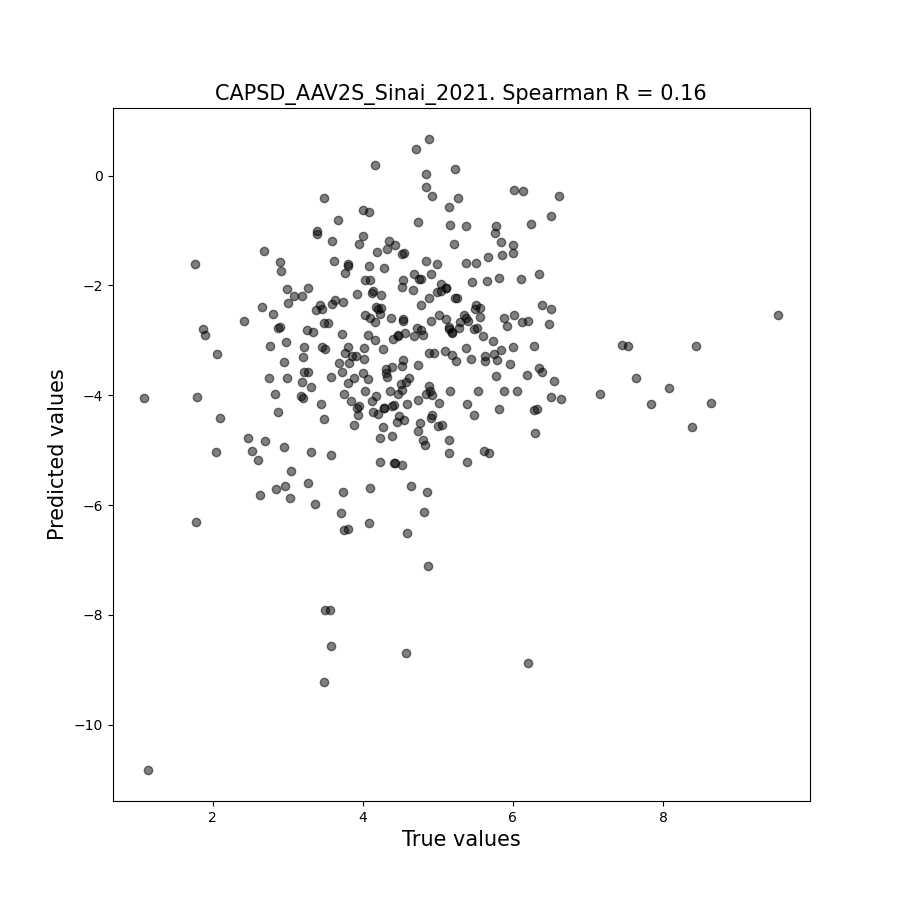 CAPSD_AAV2S_Sinai_2021. Spearman R = 0.16
Predicted values
0
−2
−4
−6
−8
−10
2 4 6 8
True values